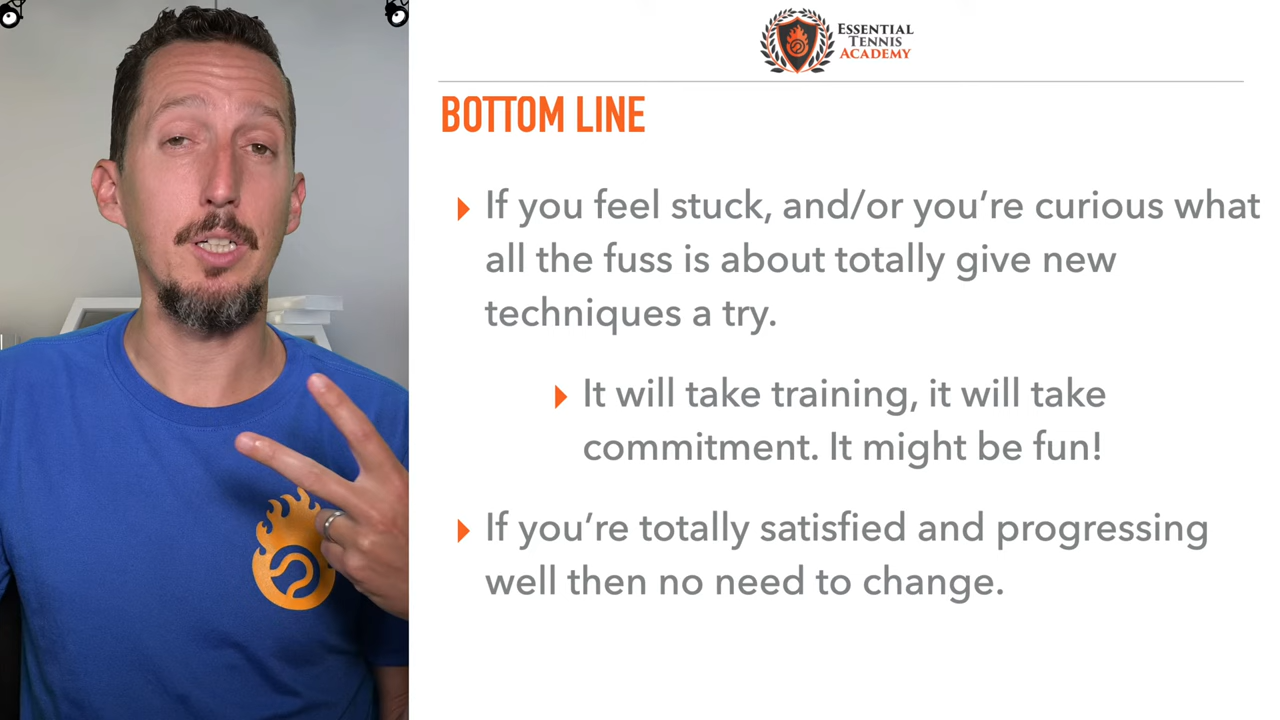 ESSENTIAL
TENNIS
ACADEMY
BOTTOM LINE
If you feel stuck, and/or you’re curious what
all the fuss is about totally give new
techniques a try.
It will take training, it will take
commitment. It might be fun!
If you’re totally satisfied and progressing
well then no need to change.